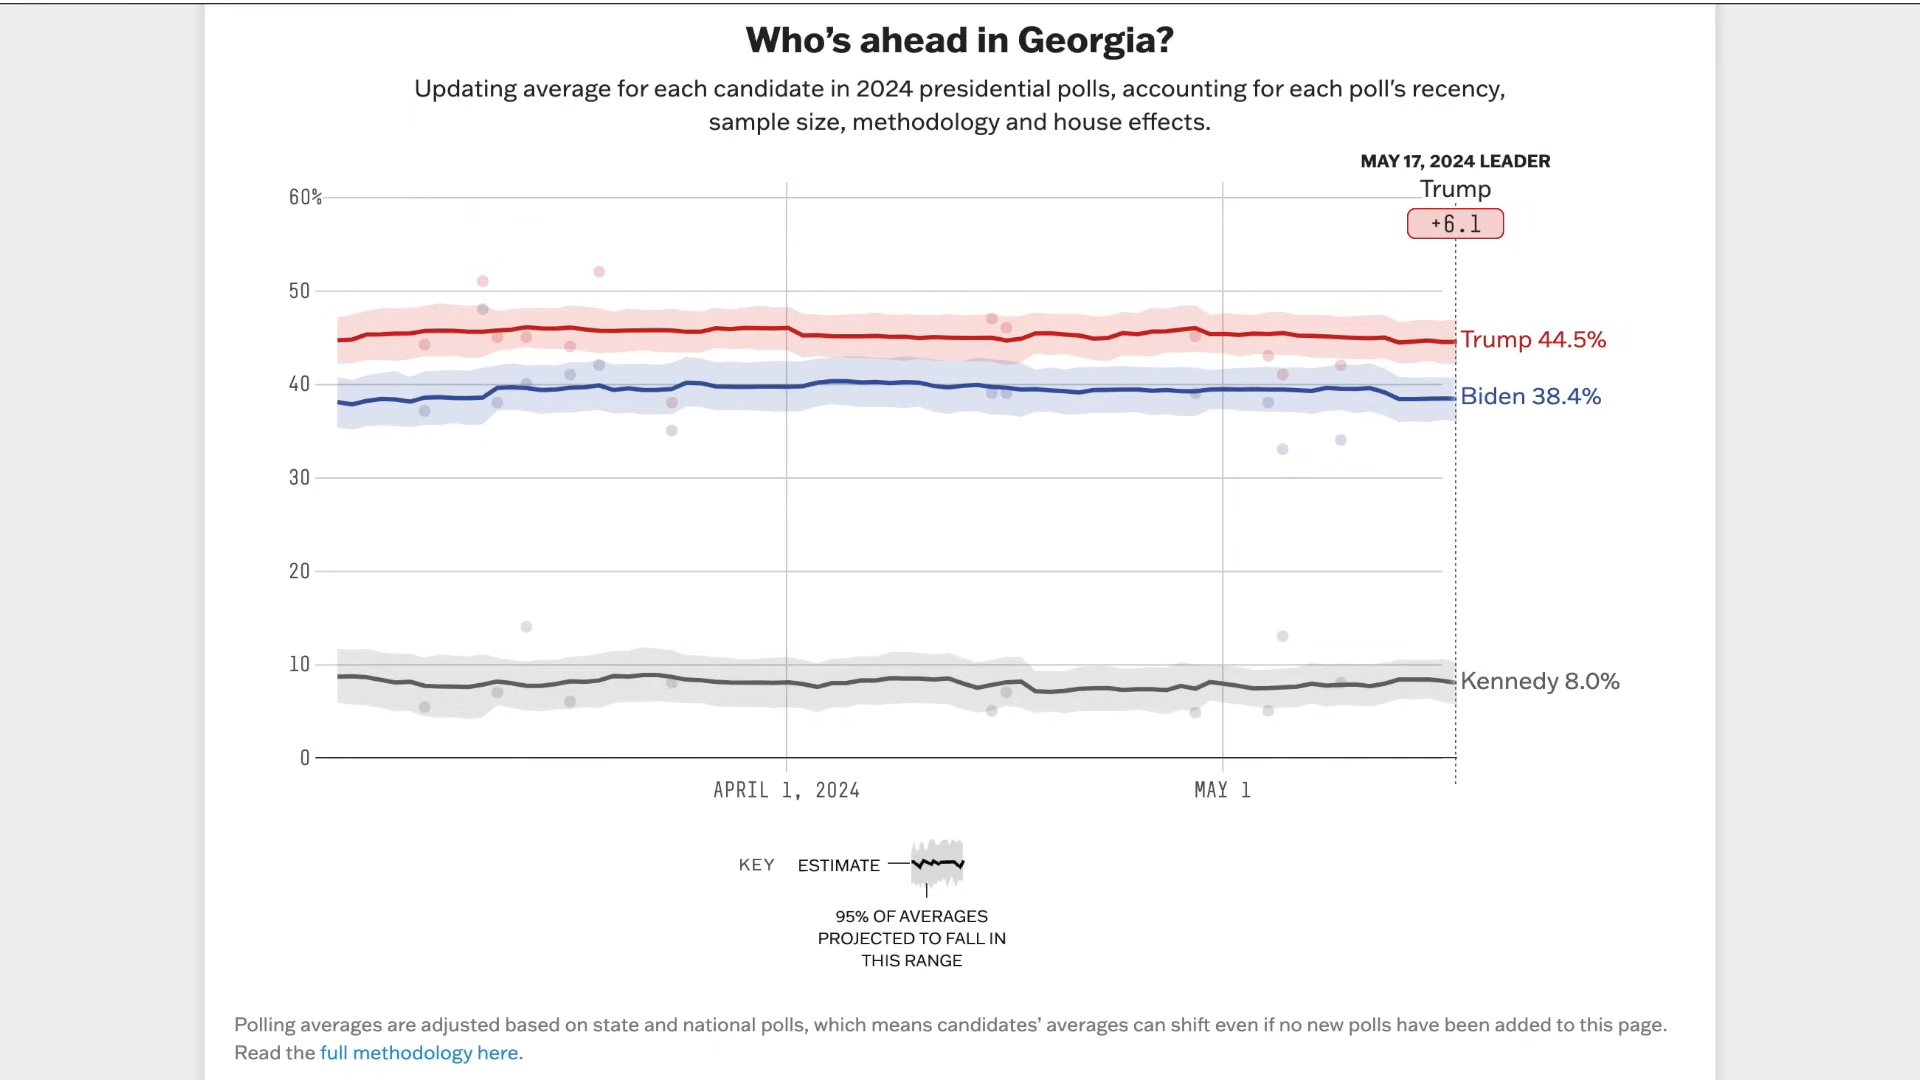 Who's ahead in Georgia?
Updating average for each candidate in 2024 presidential polls, accounting for each poll's recency,
sample size, methodology and house effects.
MAY 17, 2024 LEADER
Trump
+6.1
60%
50
40
30
20
10
0
Trump 44.5%
Biden 38.4%
Kennedy 8.0%
APRIL 1, 2024
MAY 1
KEY ESTIMATE
95% OF AVERAGES
PROJECTED TO FALL IN
THIS RANGE
Polling averages are adjusted based on state and national polls, which means candidates' averages can shift even if no new polls have been added to this page.
Read the full methodology here.